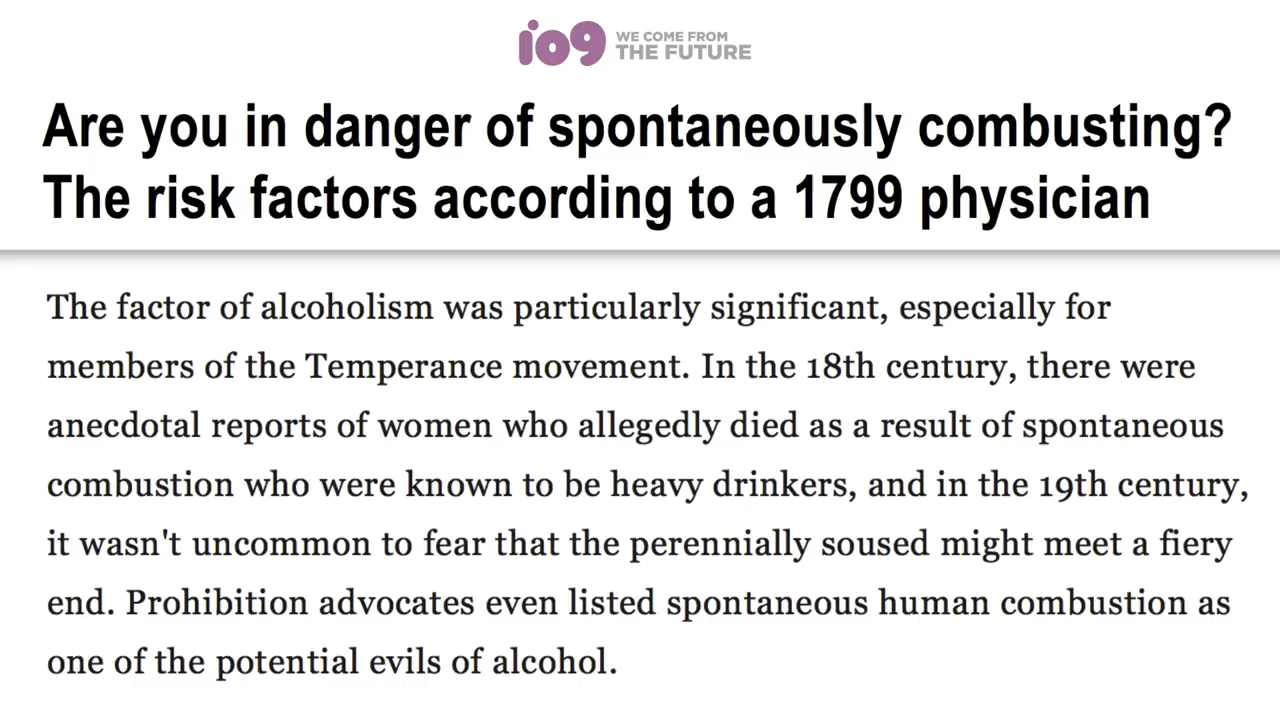 io9 WE COME FROM
THE FUTURE
Are you in danger of spontaneously combusting?
The risk factors according to a 1799 physician
The factor of alcoholism was particularly significant, especially for
members of the Temperance movement. In the 18th century, there were
anecdotal reports of women who allegedly died as a result of spontaneous
combustion who were known to be heavy drinkers, and in the 19th century,
it wasn't uncommon to fear that the perennially soused might meet a fiery
end. Prohibition advocates even listed spontaneous human combustion as
one of the potential evils of alcohol.